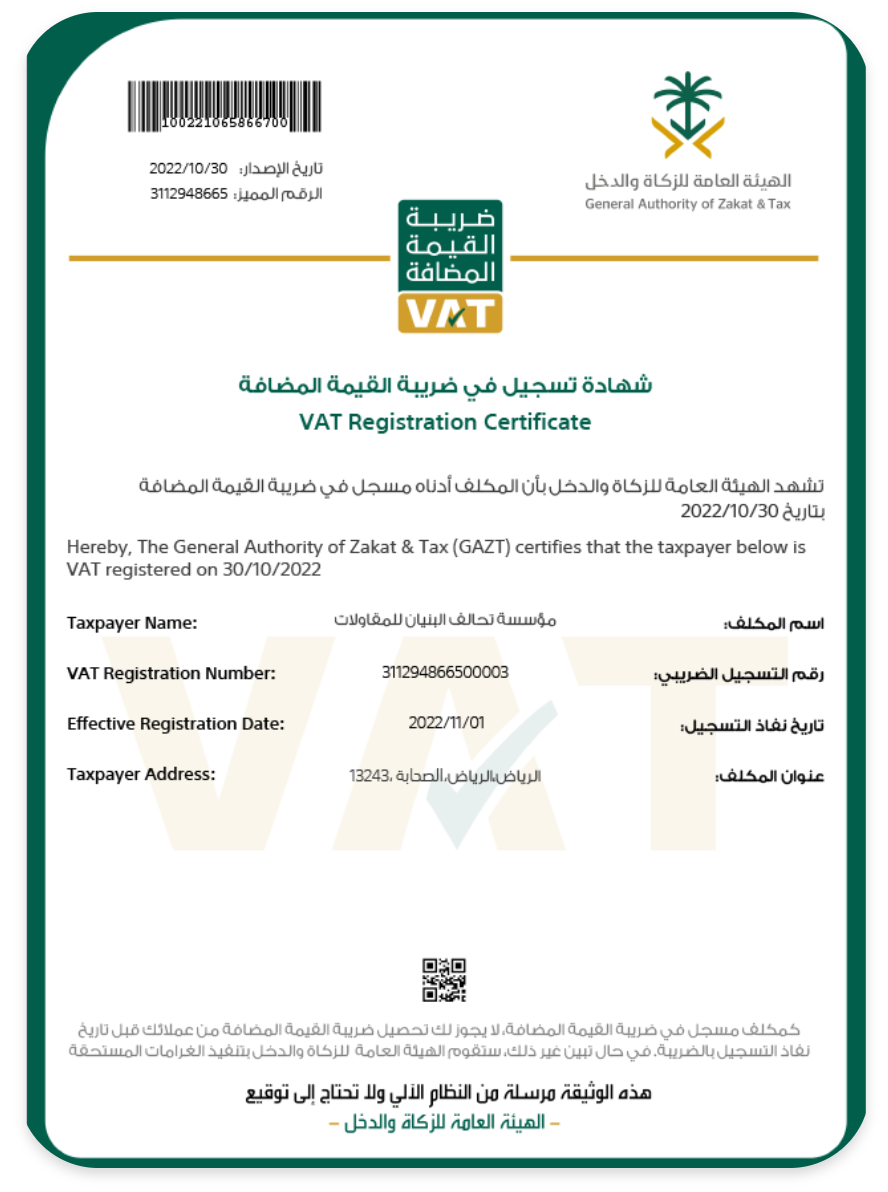 100221065866700
تاريخ الإصدار: 2022/10/30
الرقم المميز: 3112948665
الهيئة العامة للزكاة والدخل
General Authority of Zakat & Tax
ضريبة
القيمة
المضافة
VAT
شهادة تسجيل في ضريبة القيمة المضافة
VAT Registration Certificate
تشهد الهيئة العامة للزكاة والدخل بأن المكلف أدناه مسجل في ضريبة القيمة المضافة
بتاريخ 2022/10/30
Hereby, The General Authority of Zakat & Tax (GAZT) certifies that the taxpayer below is
VAT registered on 30/10/2022
Taxpayer Name: مؤسسة تحالف البنيان للمقاولات اسم المكلف:
VAT Registration Number: 311294866500003 رقم التسجيل الضريبي:
Effective Registration Date: 2022/11/01 تاريخ نفاذ التسجيل:
Taxpayer Address: الرياض,الرياض,الصحابة ,13243 عنوان المكلف:
VAT
كمكلف مسجل في ضريبة القيمة المضافة، لا يجوز لك تحصيل ضريبة القيمة المضافة من عملائك قبل تاريخ
نفاذ التسجيل بالضريبة. في حال تبين غير ذلك، ستقوم الهيئة العامة للزكاة والدخل بتنفيذ الغرامات المستحقة
هذه الوثيقة مرسلة من النظام الآلي ولا تحتاج إلى توقيع
– الهيئة العامة للزكاة والدخل –